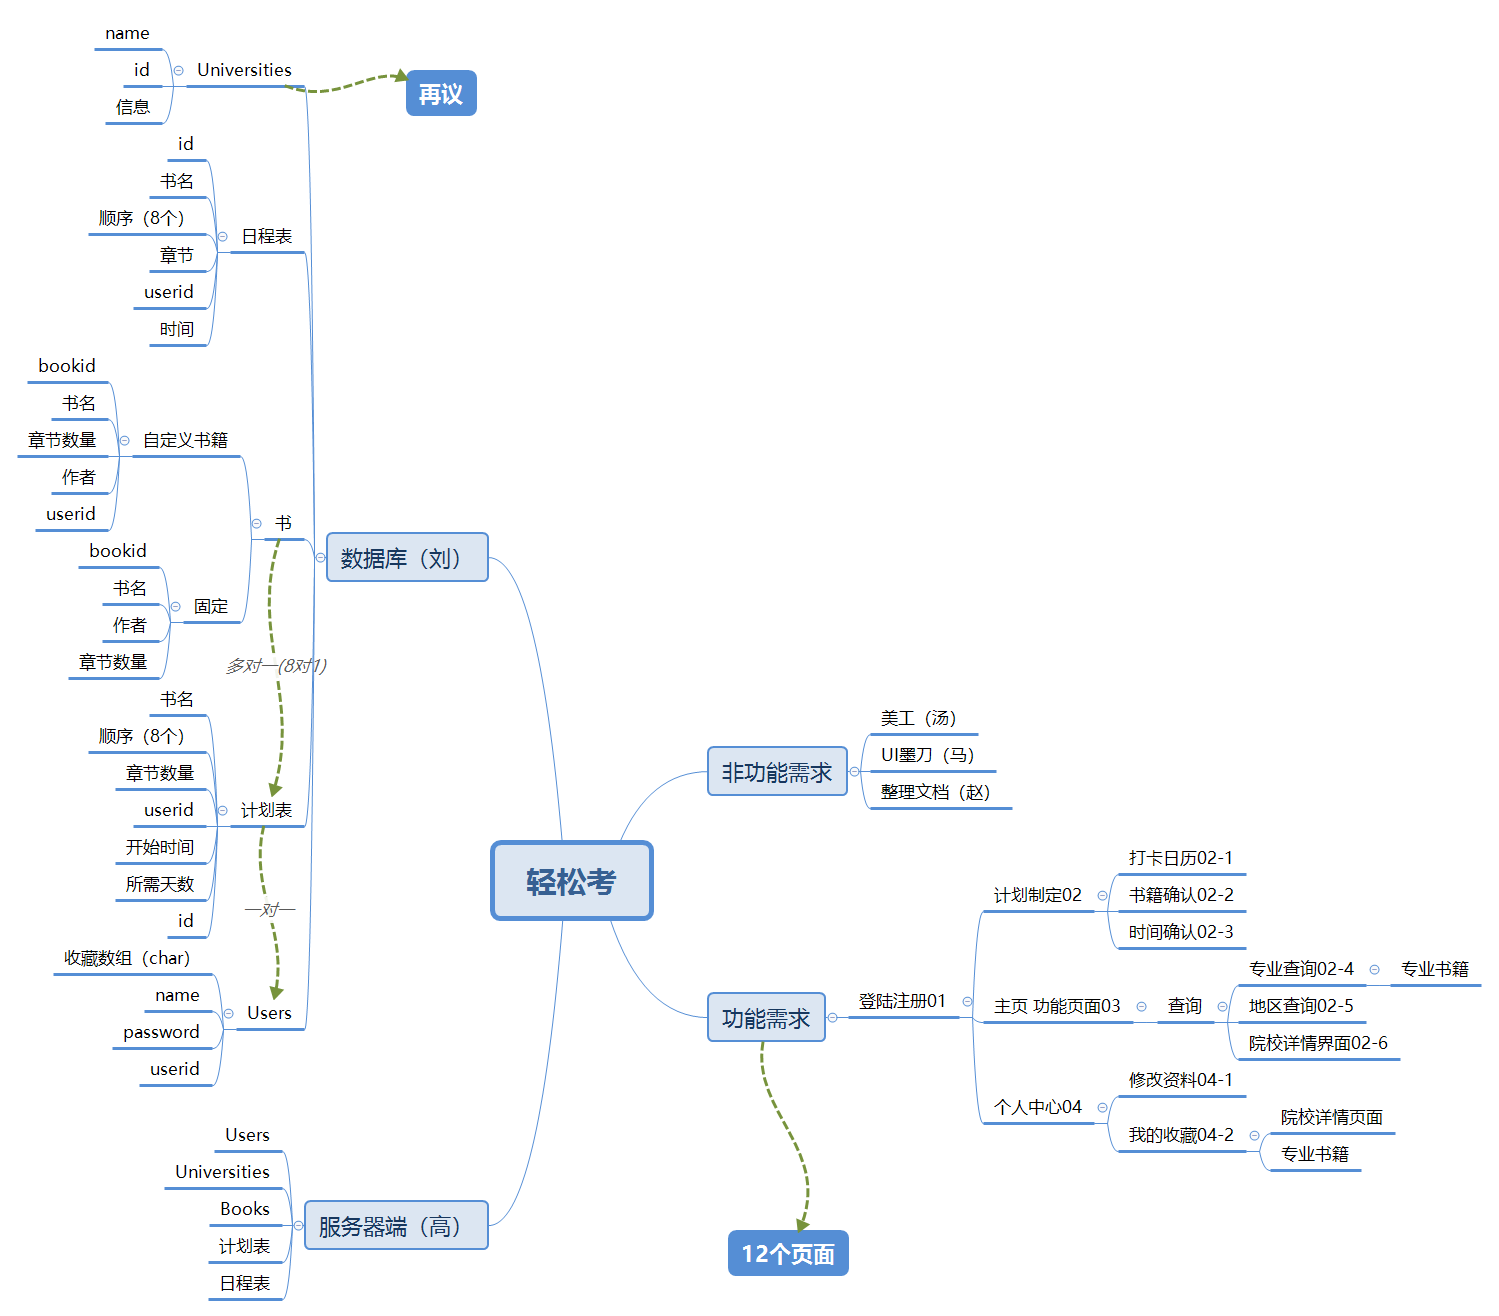 name
id
信息
Universities
再议
id
书名
顺序（8个）
章节
userid
时间
日程表
bookid
书名
章节数量
作者
userid
自定义书籍
书
bookid
书名
作者
章节数量
固定
数据库（刘）
多对一(8对1)
书名
顺序（8个）
章节数量
userid
开始时间
所需天数
id
计划表
一对一
收藏数组（char）
name
password
userid
Users
Users
Universities
Books
计划表
日程表
服务器端（高）
轻松考
非功能需求
美工（汤）
UI墨刀（马）
整理文档（赵）
功能需求
12个页面
登陆注册01
计划制定02
打卡日历02-1
书籍确认02-2
时间确认02-3
主页 功能页面03
查询
专业查询02-4
专业书籍
地区查询02-5
院校详情界面02-6
个人中心04
修改资料04-1
我的收藏04-2
院校详情页面
专业书籍